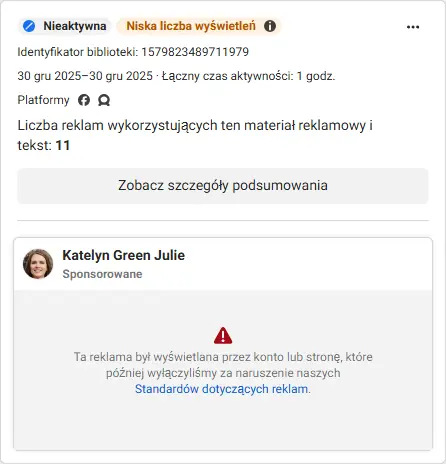 Nieaktywna Niska liczba wyświetleń
Identyfikator biblioteki: 1579823489711979
30 gru 2025–30 gru 2025 · Łączny czas aktywności: 1 godz.
Platformy
Liczba reklam wykorzystujących ten materiał reklamowy i
tekst: 11
Zobacz szczegóły podsumowania
Katelyn Green Julie
Sponsorowane
Ta reklama był wyświetlana przez konto lub stronę, które
później wyłączyliśmy za naruszenie naszych
Standardów dotyczących reklam.